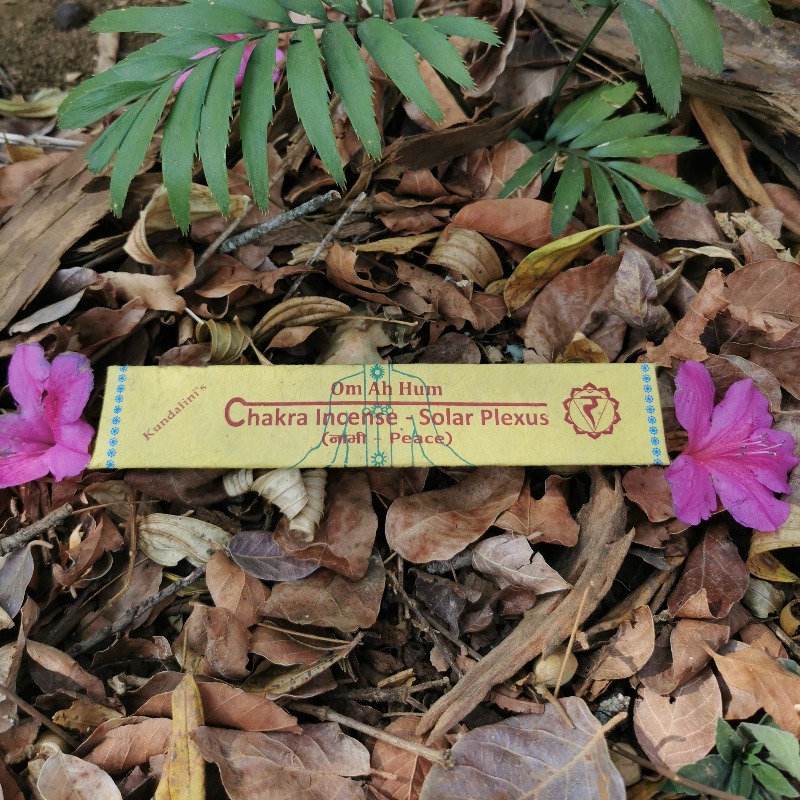 Kundalini's
Om Ah Hum
Chakra Incense - Solar Plexus
(नाभी - Peace)
रं